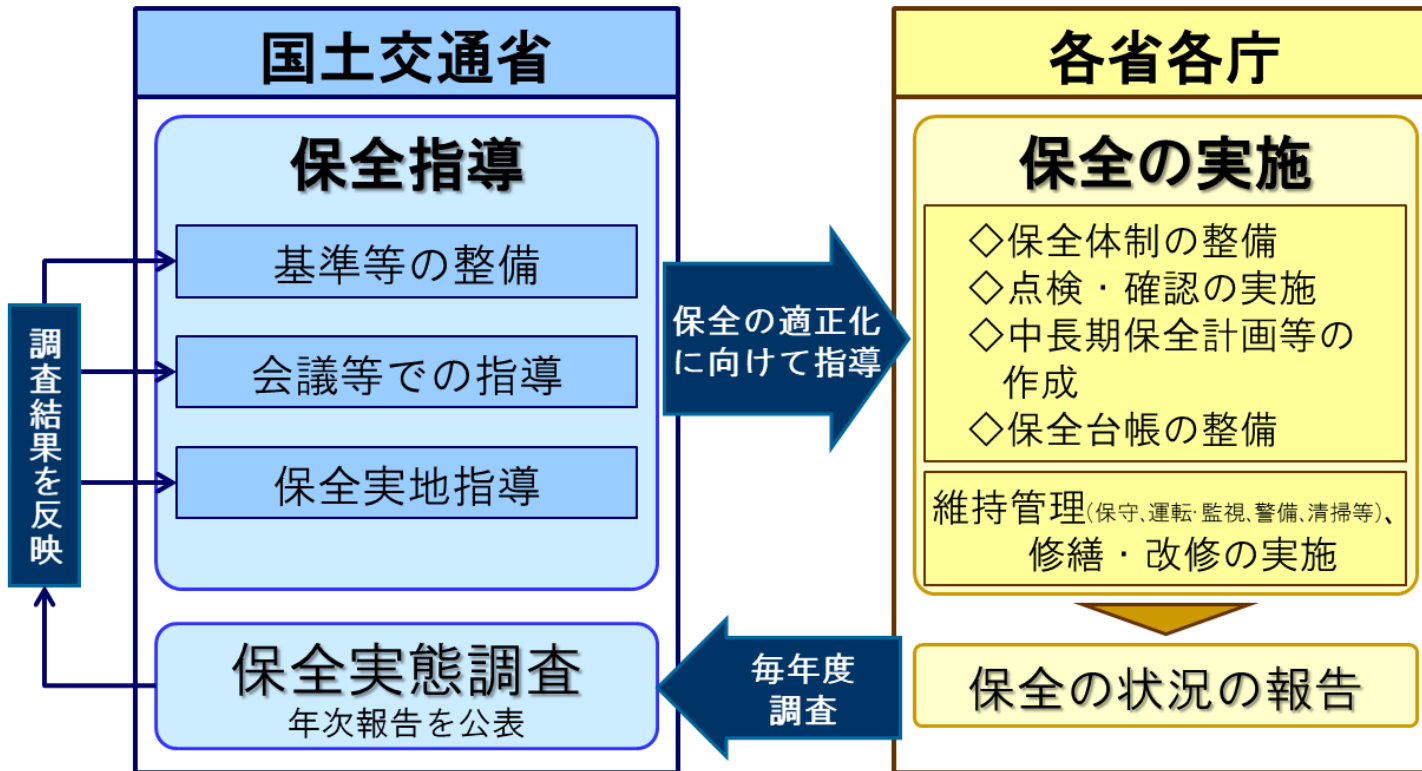 国土交通省
保全指導
基準等の整備
会議等での指導
保全実地指導
調査結果を反映
保全実態調査
年次報告を公表
保全の適正化
に向けて指導
各省各庁
保全の実施
◇保全体制の整備
◇点検・確認の実施
◇中長期保全計画等の
作成
◇保全台帳の整備
維持管理(保守、運転・監視、警備、清掃等)、
修繕・改修の実施
保全の状況の報告
毎年度
調査